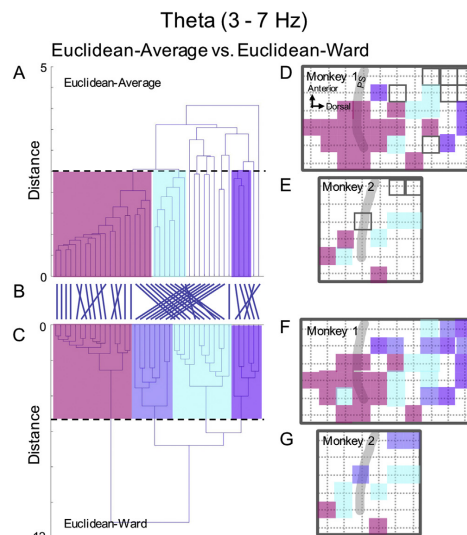 Theta (3 - 7 Hz)
Euclidean-Average vs. Euclidean-Ward
A
5
Euclidean-Average
Distance
0
B
C
0
Distance
Euclidean-Ward
D
Monkey 1
PS
Anterior
Dorsal
E
Monkey 2
F
Monkey 1
G
Monkey 2